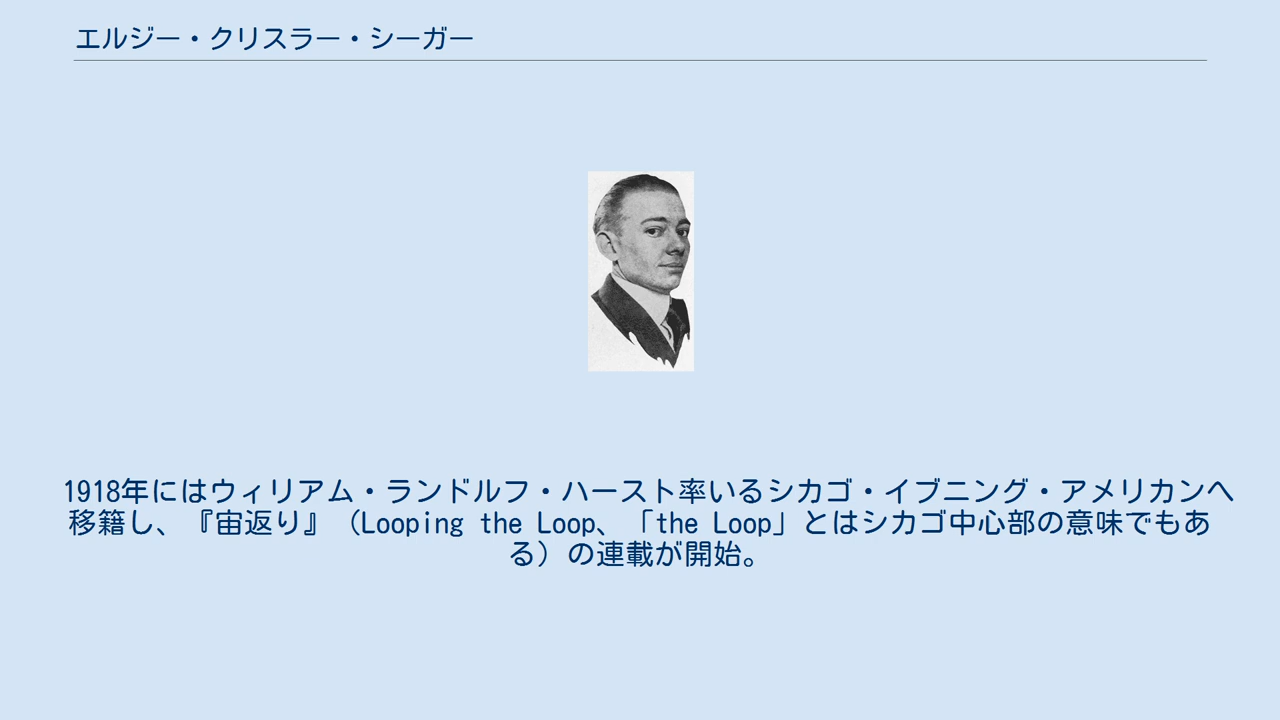 エルジー・クリスラー・シーガー
1918年にはウィリアム・ランドルフ・ハースト率いるシカゴ・イブニング・アメリカンへ
移籍し、『宙返り』（Looping the Loop、「the Loop」とはシカゴ中心部の意味でもあ
る）の連載が開始。